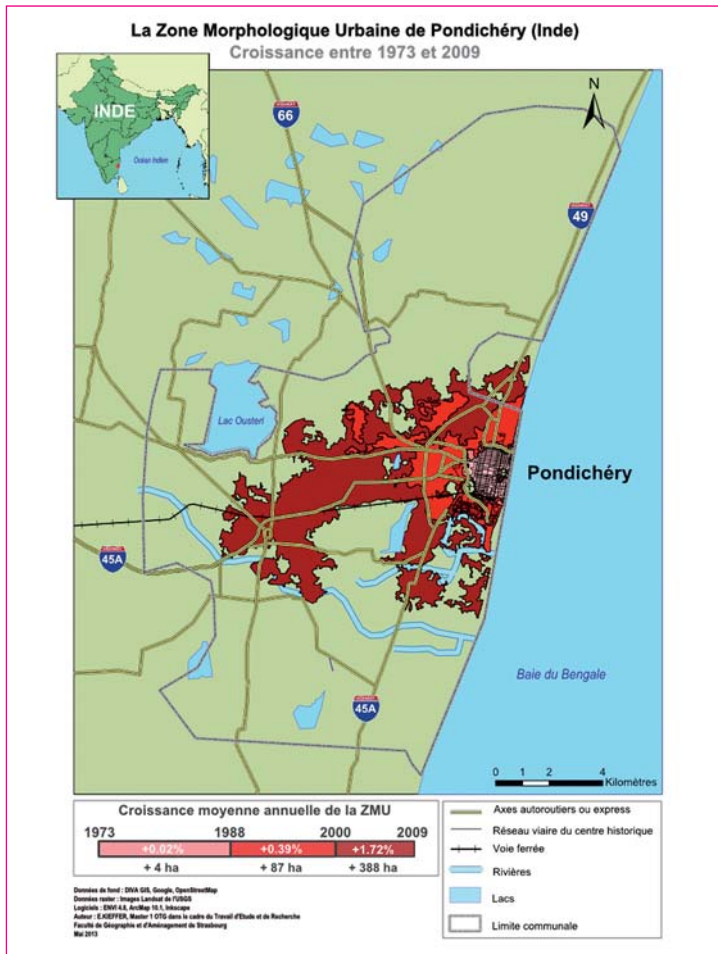 La Zone Morphologique Urbaine de Pondichéry (Inde)
Croissance entre 1973 et 2009
INDE
Océan Indien
N
66
49
Lac Ousteri
Pondichéry
45A
45A
Baie du Bengale
0 2 4
Kilomètres
Croissance moyenne annuelle de la ZMU
1973 1988 2000 2009
+0.02% +0.39% +1.72%
+ 4 ha + 87 ha + 388 ha
Axes autoroutiers ou express
Réseau viaire du centre historique
Voie ferrée
Rivières
Lacs
Limite communale
Données de fond : DIVA GIS, Google, OpenStreetMap
Données raster : Images Landsat de l'USGS
Logiciels : ENVI 4.8, ArcMap 10.1, Inkscape
Auteur : E.KIEFFER, Master 1 OTG dans le cadre du Travail d'Etude et de Recherche
Faculté de Géographie et d'Aménagement de Strasbourg
Mai 2013